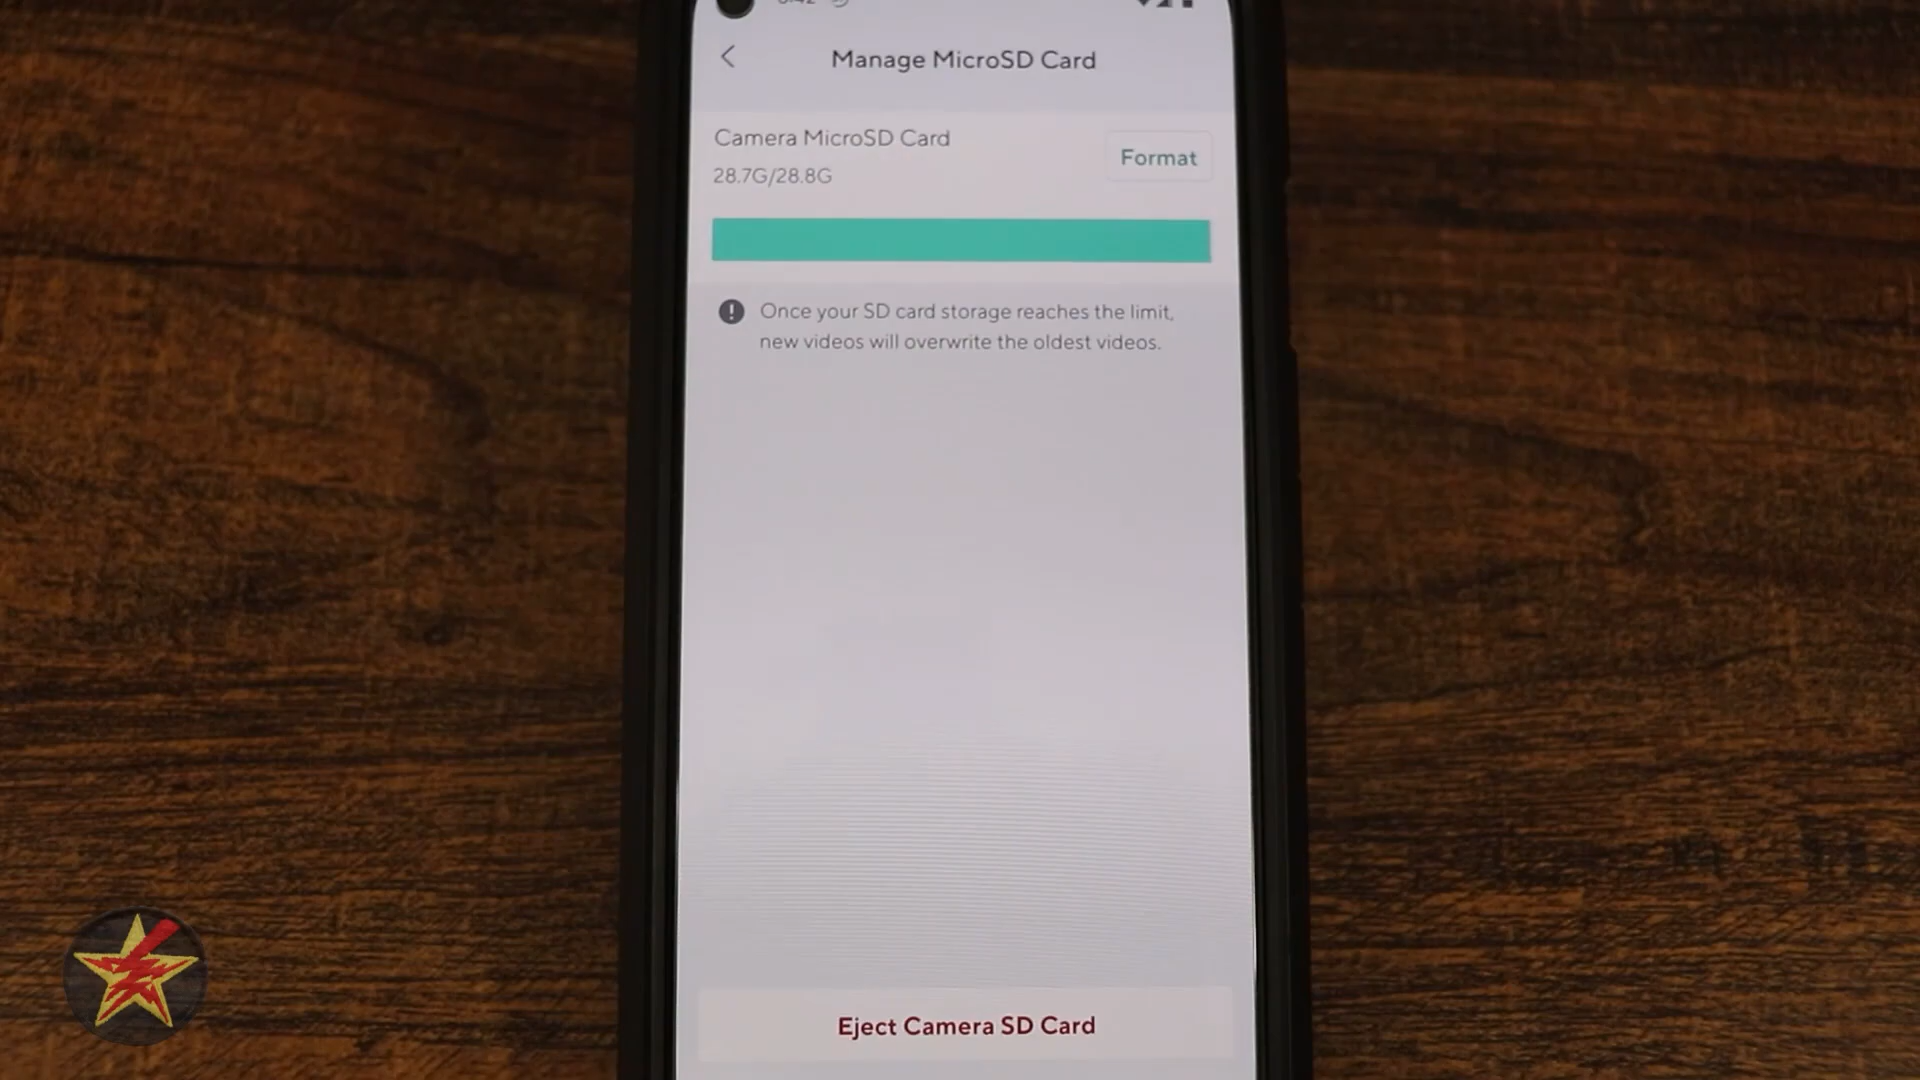 Manage MicroSD Card
Camera MicroSD Card
Format
28.7G/28.8G
Once your SD card storage reaches the limit,
new videos will overwrite the oldest videos.
Eject Camera SD Card